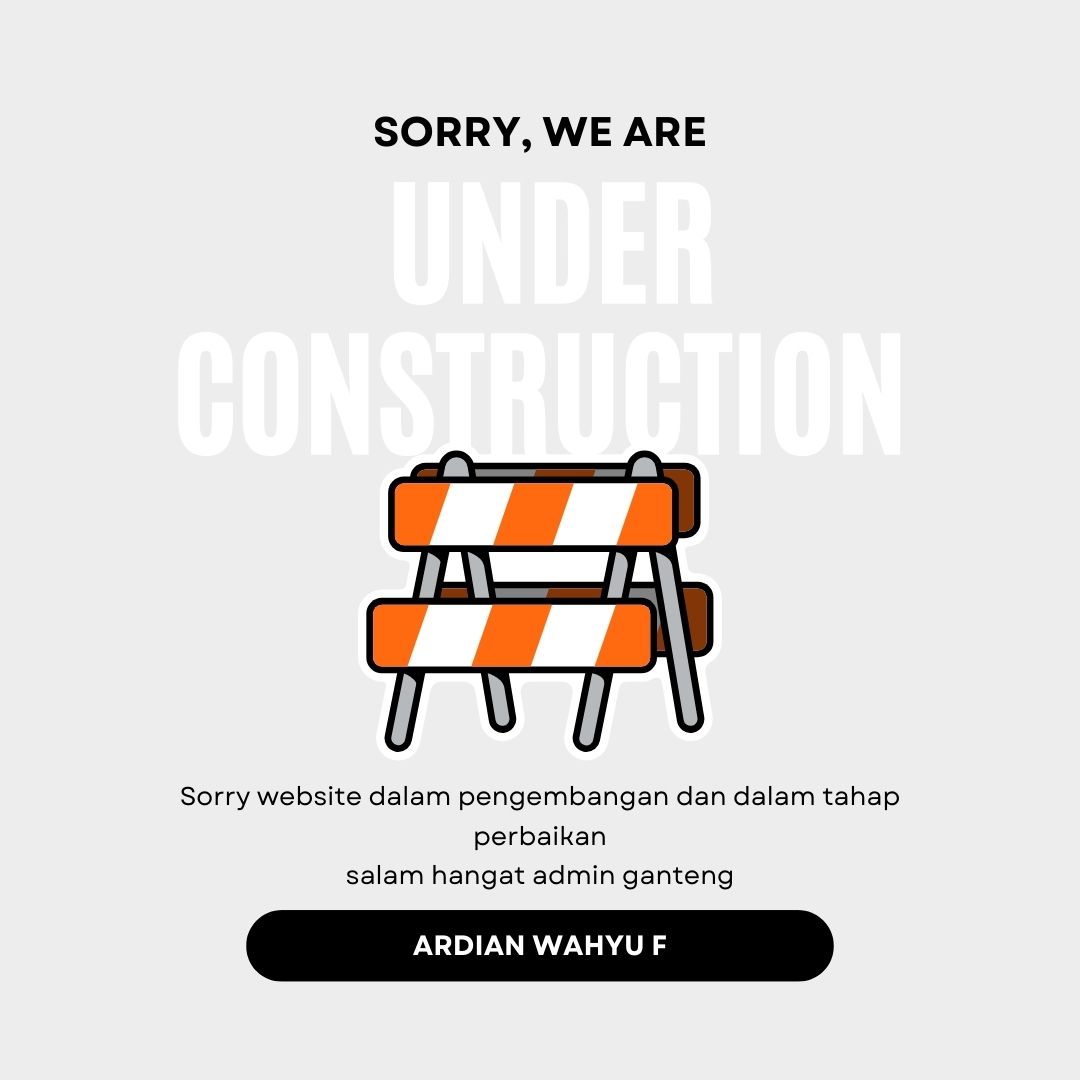 SORRY, WE ARE
UNDER
CONSTRUCTION
Sorry website dalam pengembangan dan dalam tahap
perbaikan
salam hangat admin ganteng
ARDIAN WAHYU F